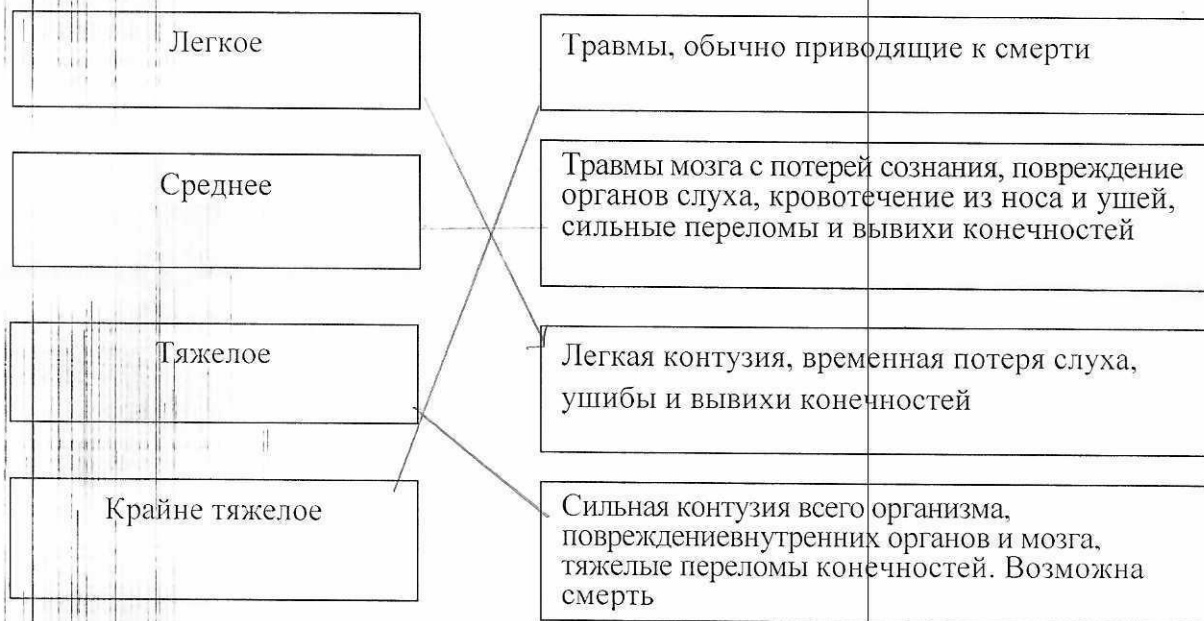 Легкое
Травмы, обычно приводящие к смерти
Среднее
Травмы мозга с потерей сознания, повреждение
органов слуха, кровотечение из носа и ушей,
сильные переломы и вывихи конечностей
Тяжелое
Легкая контузия, временная потеря слуха,
ушибы и вывихи конечностей
Крайне тяжелое
Сильная контузия всего организма,
повреждениевнутренних органов и мозга,
тяжелые переломы конечностей. Возможна
смерть